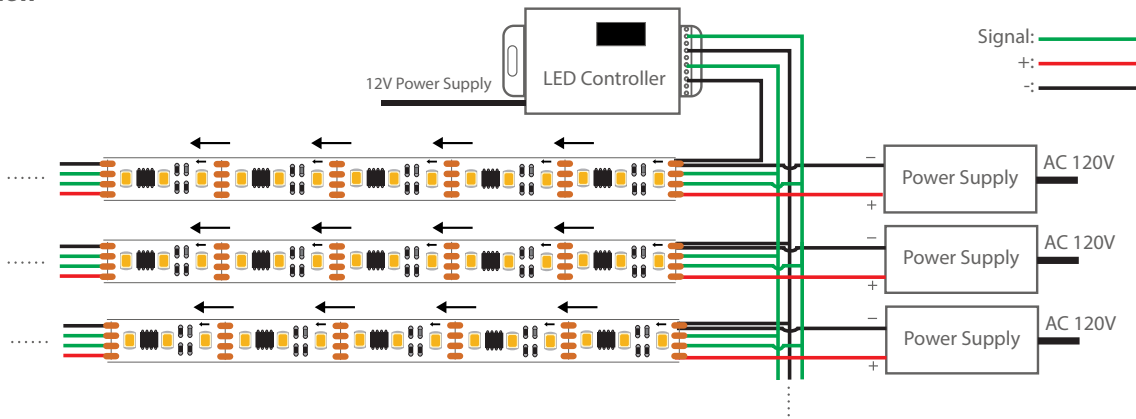 Signal:
+:
-:
LED Controller
12V Power Supply
......
−
Power Supply
AC 120V
+
......
−
Power Supply
AC 120V
+
......
−
Power Supply
AC 120V
+
......